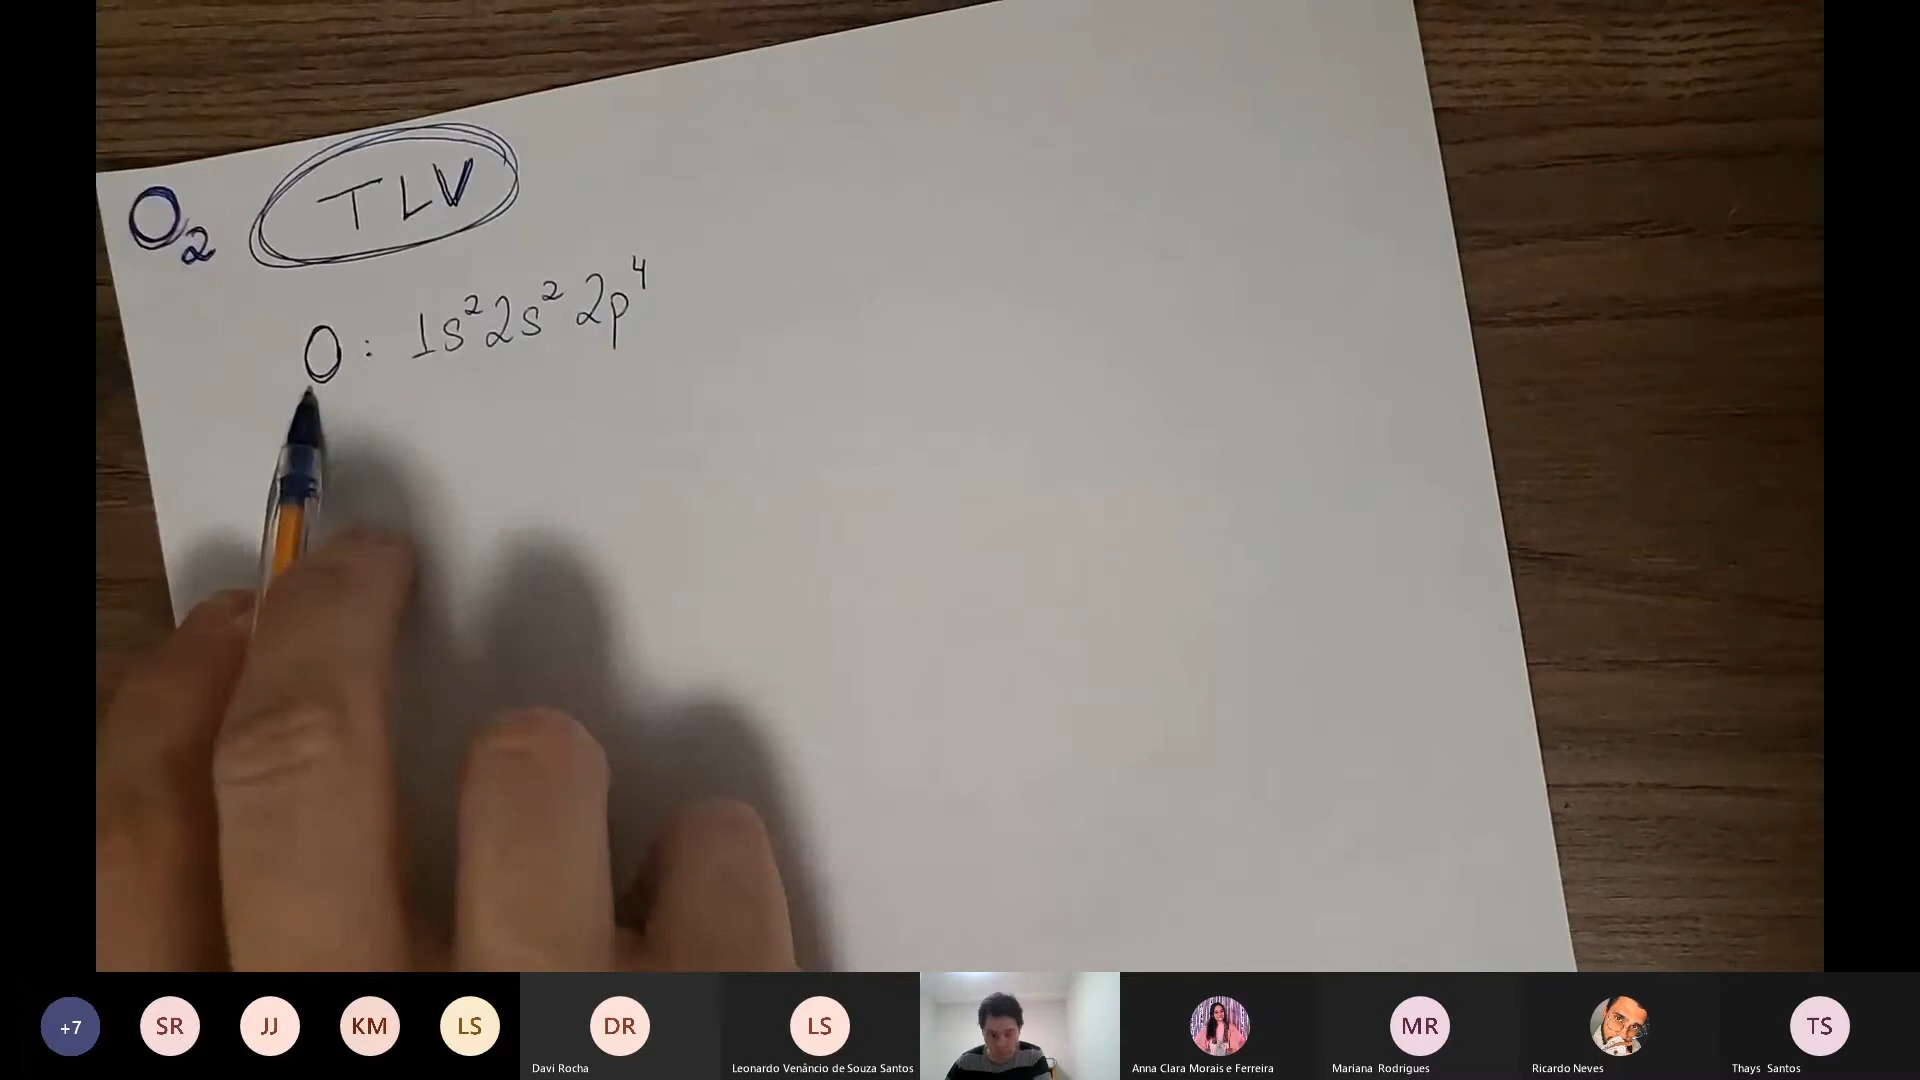 O₂ TLV
O : 1s² 2s² 2p⁴
+7 SR JJ KM LS DR LS MR TS
Davi Rocha Leonardo Venâncio de Souza Santos Anna Clara Morais e Ferreira Mariana Rodrigues Ricardo Neves Thays Santos